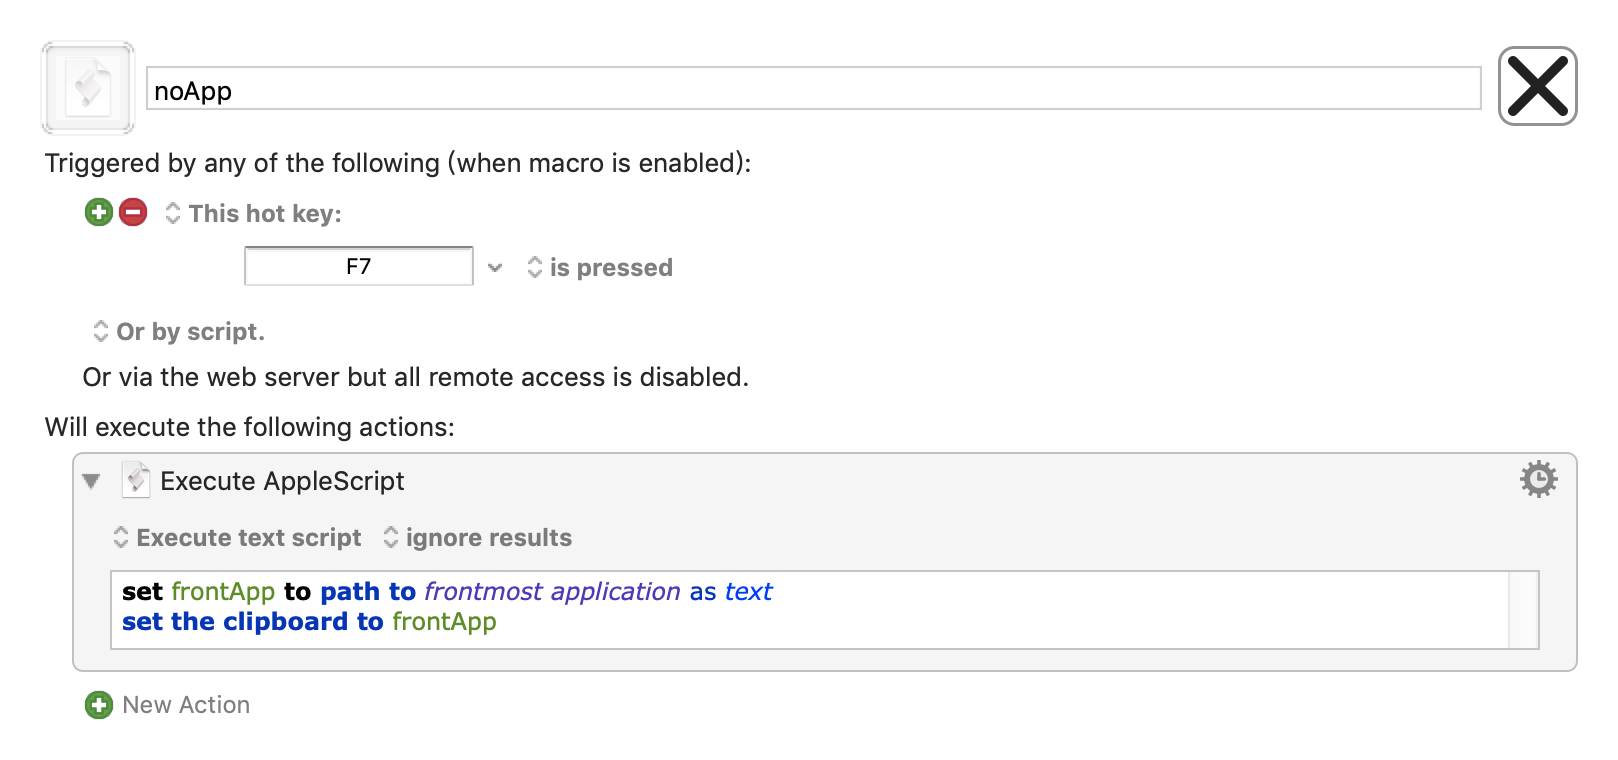 noApp
Triggered by any of the following (when macro is enabled):
This hot key:
F7 is pressed
Or by script.
Or via the web server but all remote access is disabled.
Will execute the following actions:
Execute AppleScript
Execute text script ignore results
set frontApp to path to frontmost application as text
set the clipboard to frontApp
New Action